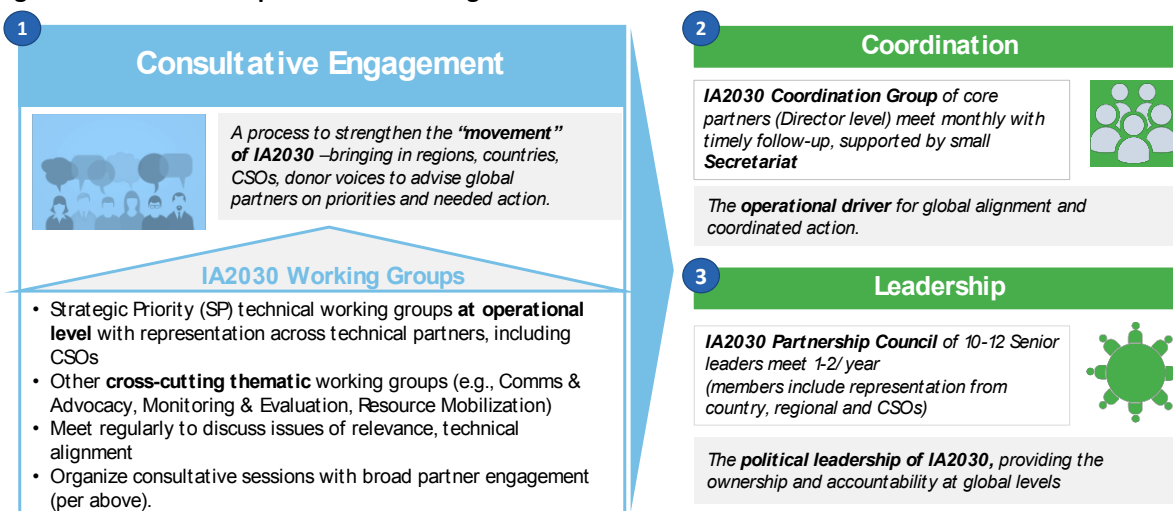 1
Consultative Engagement
A process to strengthen the “movement”
of IA2030 –bringing in regions, countries,
CSOs, donor voices to advise global
partners on priorities and needed action.
IA2030 Working Groups
• Strategic Priority (SP) technical working groups at operational
level with representation across technical partners, including
CSOs
• Other cross-cutting thematic working groups (e.g., Comms &
Advocacy, Monitoring & Evaluation, Resource Mobilization)
• Meet regularly to discuss issues of relevance, technical
alignment
• Organize consultative sessions with broad partner engagement
(per above).
2
Coordination
IA2030 Coordination Group of core
partners (Director level) meet monthly with
timely follow-up, supported by small
Secretariat
The operational driver for global alignment and
coordinated action.
3
Leadership
IA2030 Partnership Council of 10-12 Senior
leaders meet 1-2/year
(members include representation from
country, regional and CSOs)
The political leadership of IA2030, providing the
ownership and accountability at global levels